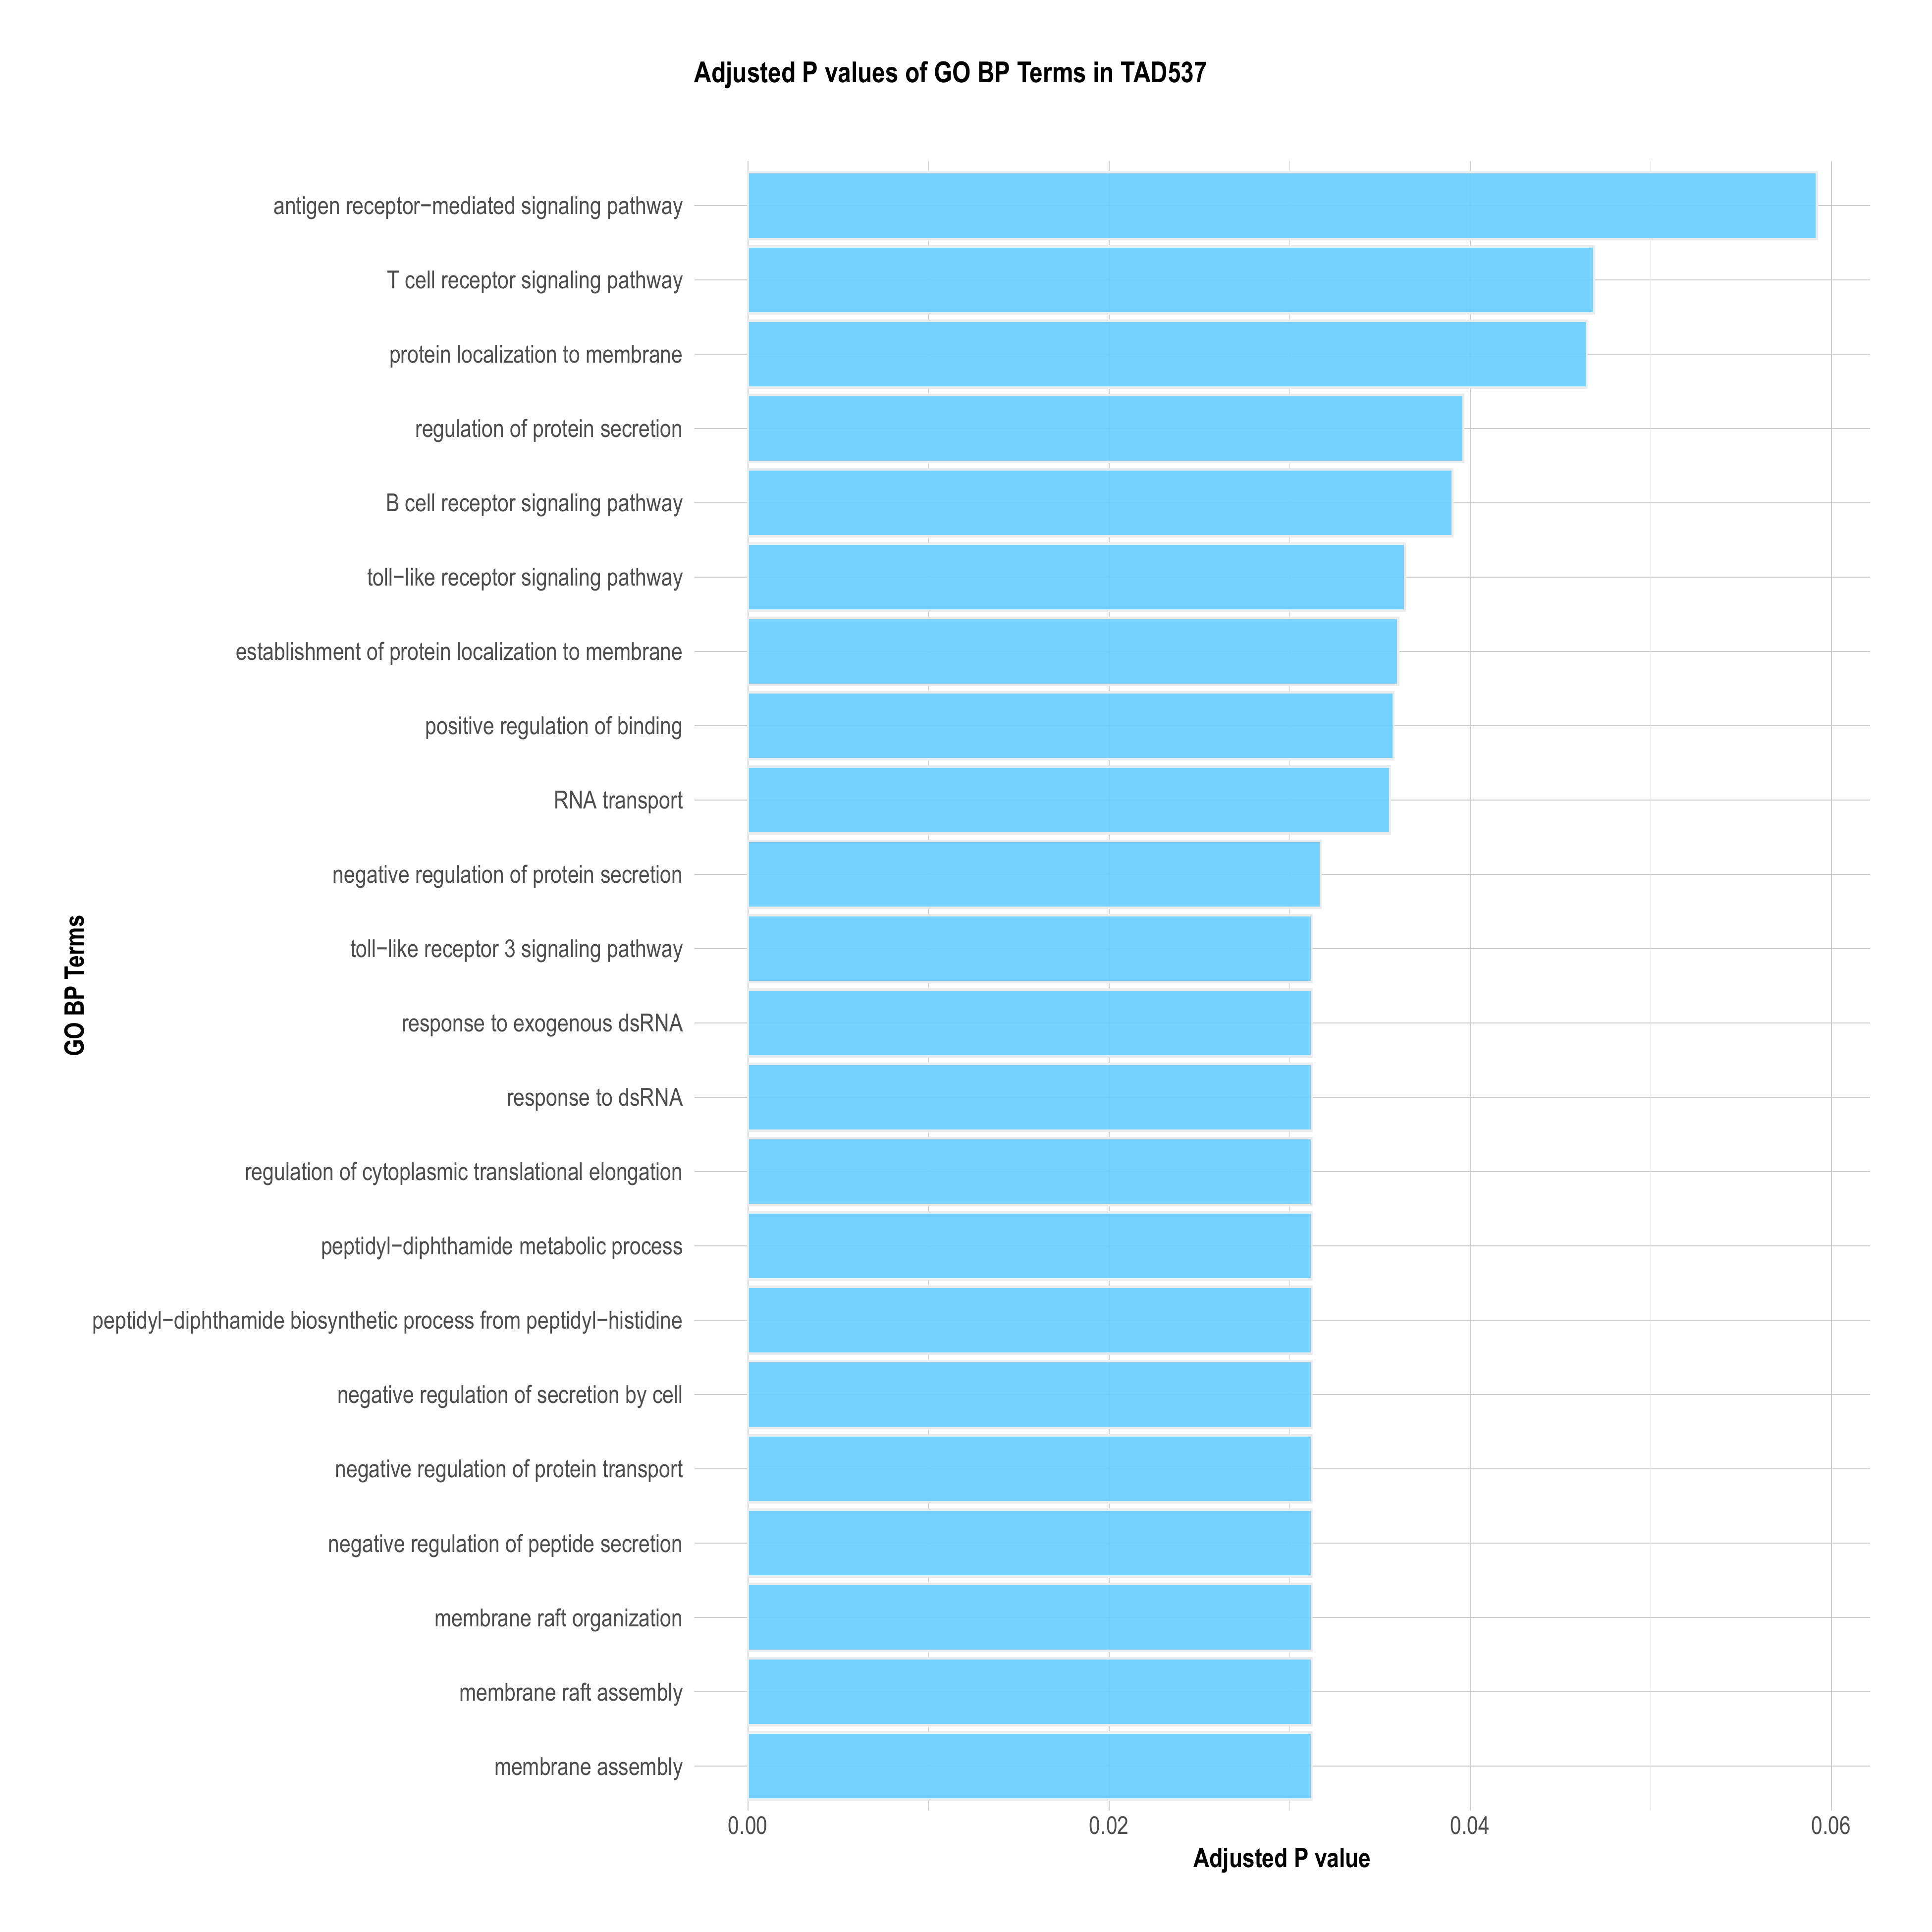 Adjusted P values of GO BP Terms in TAD537
antigen receptor−mediated signaling pathway
T cell receptor signaling pathway
protein localization to membrane
regulation of protein secretion
B cell receptor signaling pathway
toll−like receptor signaling pathway
establishment of protein localization to membrane
positive regulation of binding
RNA transport
negative regulation of protein secretion
toll−like receptor 3 signaling pathway
response to exogenous dsRNA
response to dsRNA
regulation of cytoplasmic translational elongation
peptidyl−diphthamide metabolic process
peptidyl−diphthamide biosynthetic process from peptidyl−histidine
negative regulation of secretion by cell
negative regulation of protein transport
negative regulation of peptide secretion
membrane raft organization
membrane raft assembly
membrane assembly
GO BP Terms
0.00 0.02 0.04 0.06
Adjusted P value